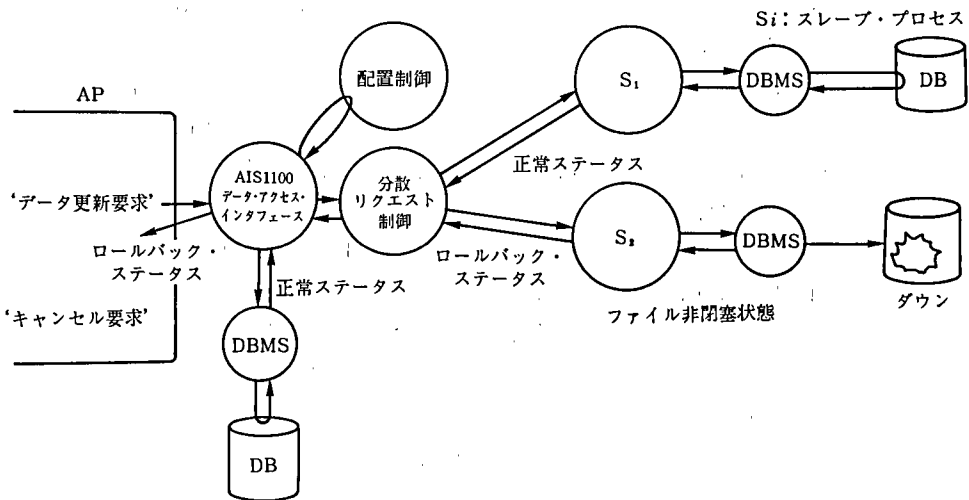 Si：スレーブ・プロセス
AP
配置制御
S₁
DBMS
DB
正常ステータス
AIS1100
データ・アクセス・
インタフェース
分散
リクエスト
制御
'データ更新要求'
ロールバック・
ステータス
S₂
DBMS
ロールバック・
ステータス
ダウン
正常ステータス
ファイル非閉塞状態
'キャンセル要求'
DBMS
DB